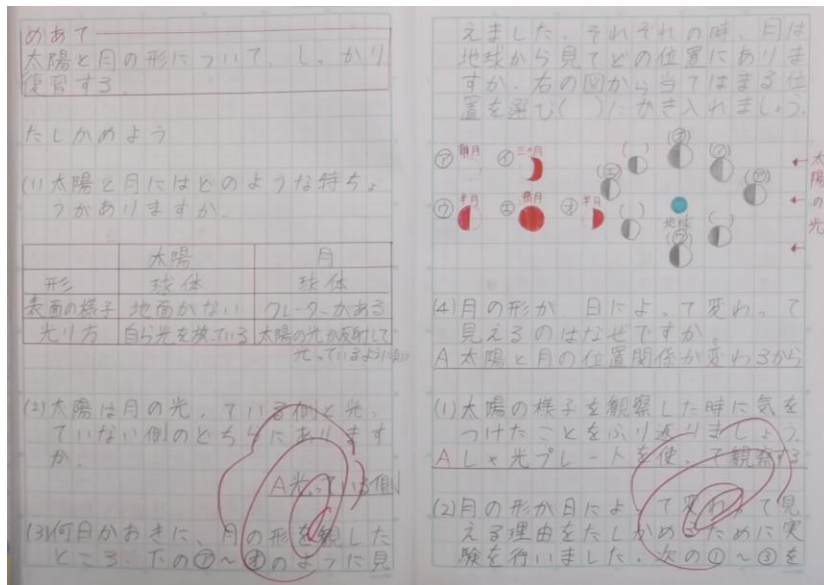 めあて
太陽と月の形について、しっかり
復習する。
たしかめよう
(1)太陽と月にはどのような特ちょ
うがありますか。
太陽 月
形 球体 球体
表面の様子 地面がない クレーターがある
光り方 自ら光を放っている 太陽の光が反射して
光っているように
(2)太陽は月の光っている側と光っ
ていない側のどちらにあります
か。
A光っている側
(3)何日かおきに、月の形を観した
ところ、下の㋐〜㋔のように見
えました。それぞれの時、月は
地球から見てどの位置にありま
すか。右の図から当てはまる位
置を選び( )にかき入れましょう。
㋐ 新月 ㋑ 三日月
㋒ 半月 ㋓ 満月 ㋔ 半月
地球
太陽の光
(4)月の形が、日によって変わって
見えるのはなぜですか。
A 太陽と月の位置関係が変わるから
(1)太陽の様子を観察した時に気を
つけたことをふり返りましょう。
Aしゃ光プレートを使って観察する
(2)月の形が日によって変わって見
える理由をたしかめるために実
験を行いました。次の①〜③を